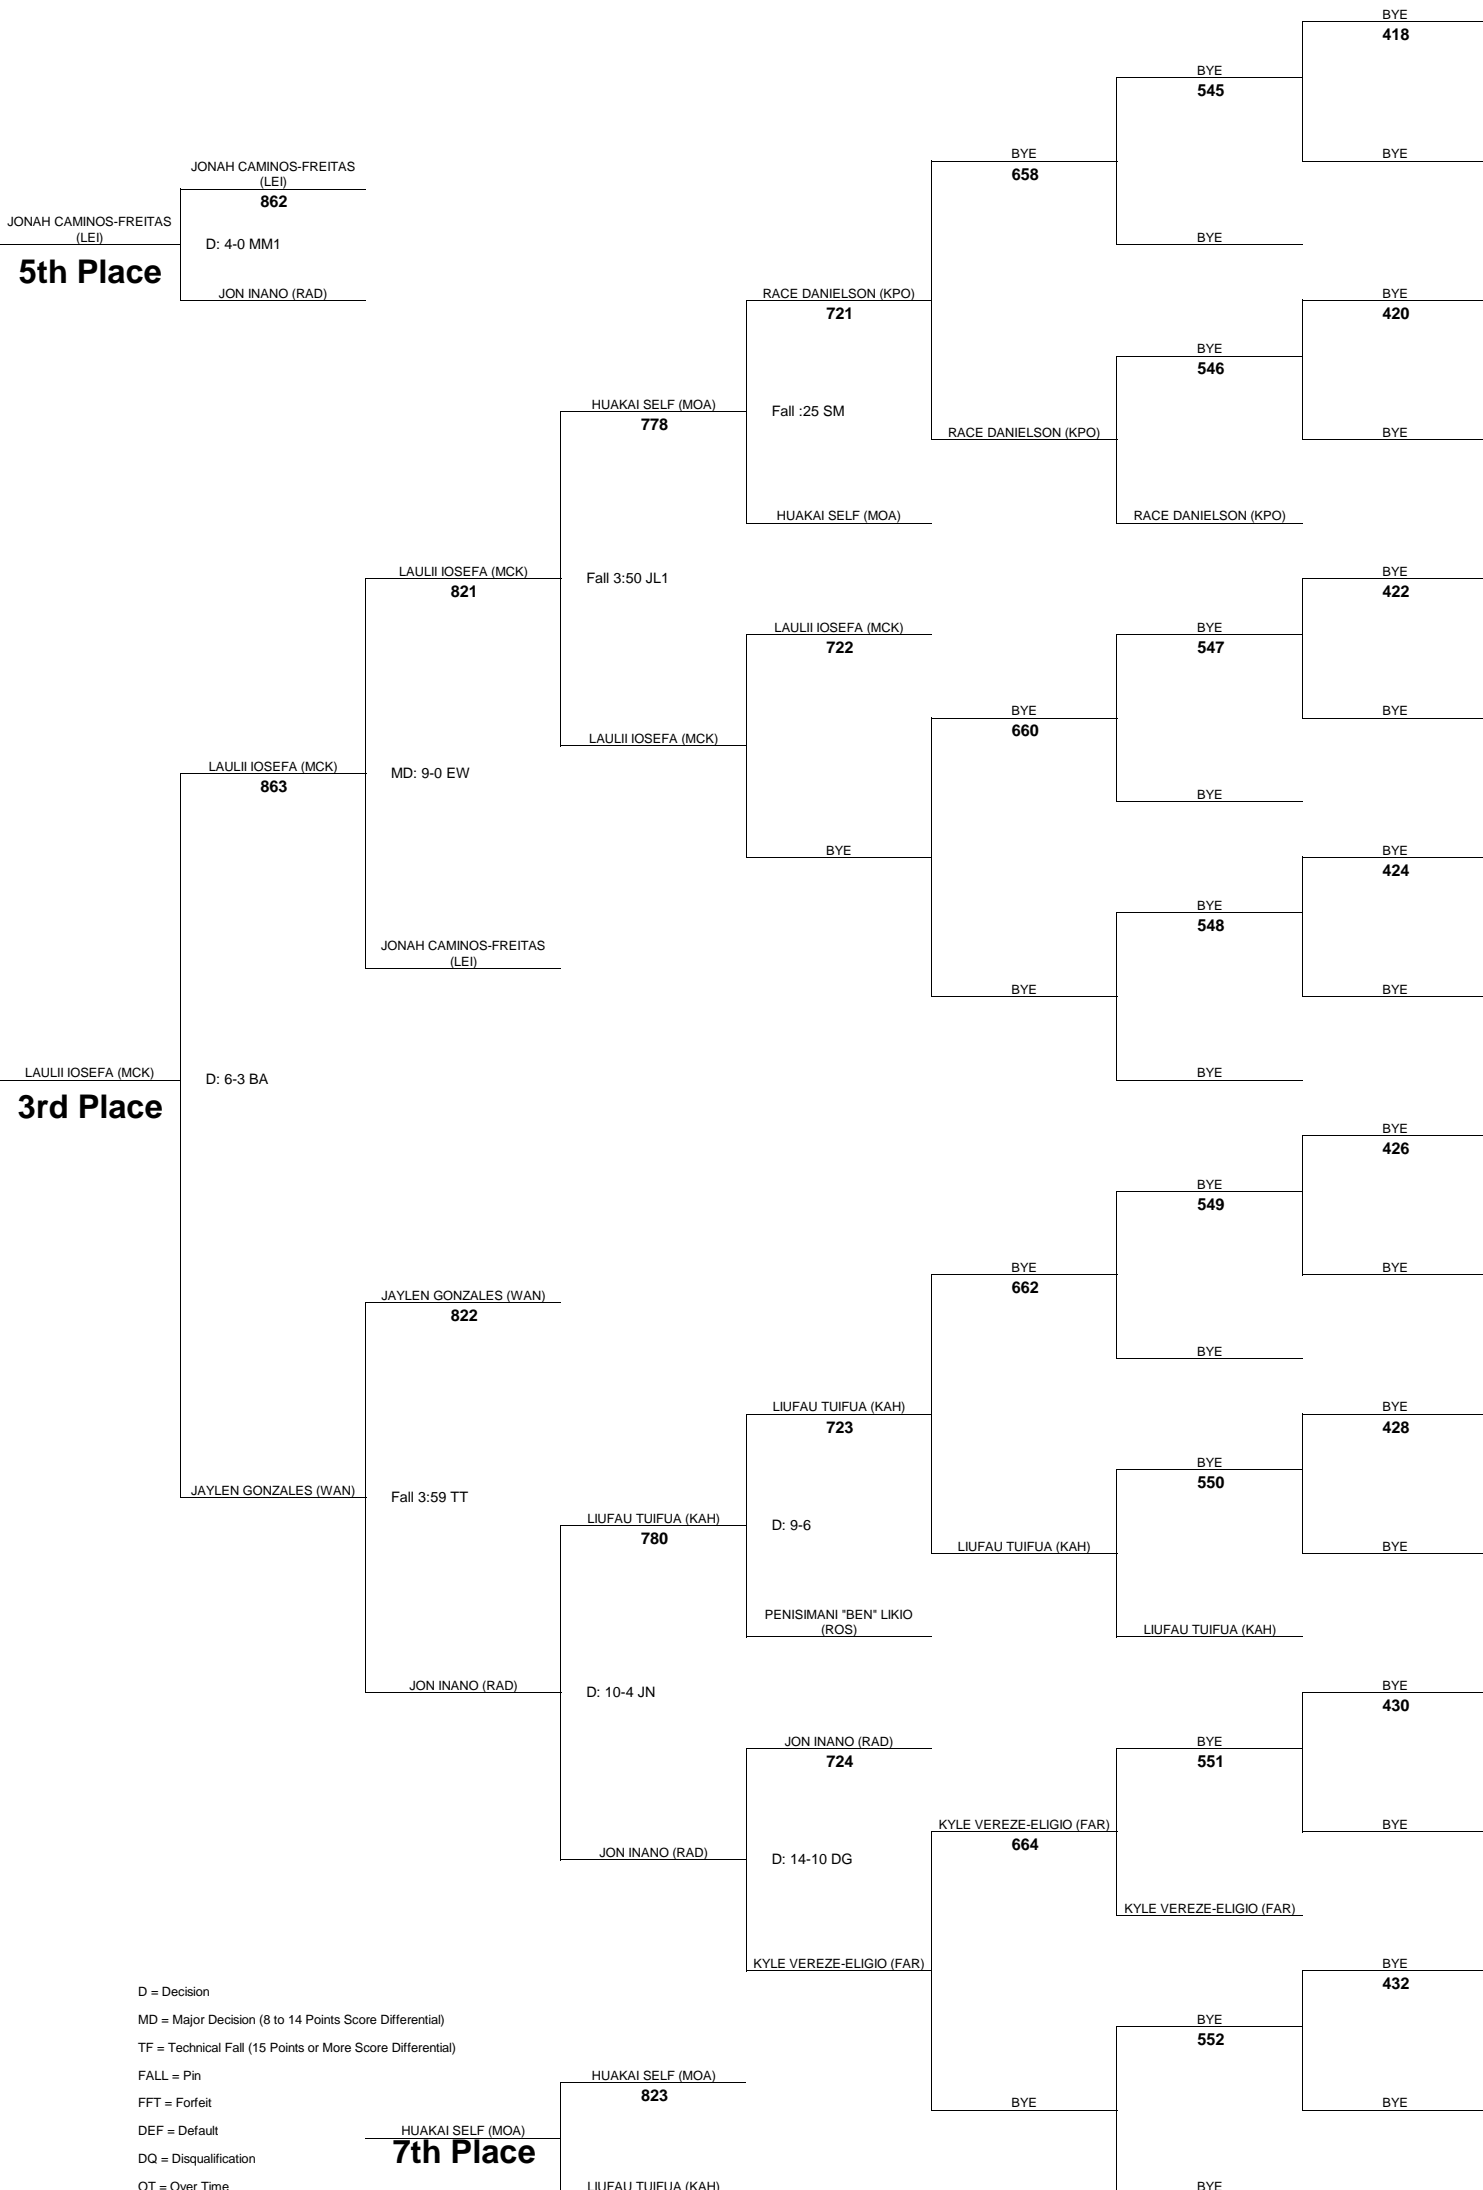 BYE
418
BYE
545
BYE
BYE
658
JONAH CAMINOS-FREITAS
(LEI)
862
JONAH CAMINOS-FREITAS
(LEI)
D: 4-0 MM1
BYE
5th Place
JON INANO (RAD)
RACE DANIELSON (KPO)
721
BYE
420
BYE
546
HUAKAI SELF (MOA)
778
Fall :25 SM
RACE DANIELSON (KPO)
BYE
HUAKAI SELF (MOA)
RACE DANIELSON (KPO)
LAULII IOSEFA (MCK)
821
Fall 3:50 JL1
BYE
422
LAULII IOSEFA (MCK)
722
BYE
547
BYE
660
BYE
LAULII IOSEFA (MCK)
LAULII IOSEFA (MCK)
863
MD: 9-0 EW
BYE
BYE
BYE
424
BYE
548
JONAH CAMINOS-FREITAS
(LEI)
BYE
BYE
LAULII IOSEFA (MCK)
D: 6-3 BA
BYE
3rd Place
BYE
426
BYE
549
BYE
662
BYE
JAYLEN GONZALES (WAN)
822
BYE
LIUFAU TUIFUA (KAH)
723
BYE
428
BYE
550
JAYLEN GONZALES (WAN)
Fall 3:59 TT
LIUFAU TUIFUA (KAH)
780
D: 9-6
LIUFAU TUIFUA (KAH)
BYE
PENISIMANI "BEN" LIKIO
(ROS)
LIUFAU TUIFUA (KAH)
JON INANO (RAD)
D: 10-4 JN
BYE
430
JON INANO (RAD)
724
BYE
551
KYLE VEREZE-ELIGIO (FAR)
664
BYE
JON INANO (RAD)
D: 14-10 DG
KYLE VEREZE-ELIGIO (FAR)
KYLE VEREZE-ELIGIO (FAR)
BYE
432
D = Decision
MD = Major Decision (8 to 14 Points Score Differential)
BYE
552
TF = Technical Fall (15 Points or More Score Differential)
FALL = Pin
HUAKAI SELF (MOA)
823
FFT = Forfeit
BYE
BYE
DEF = Default
HUAKAI SELF (MOA)
7th Place
DQ = Disqualification
OT = Over Time
LIUFAU TUIFUA (KAH)
BYE